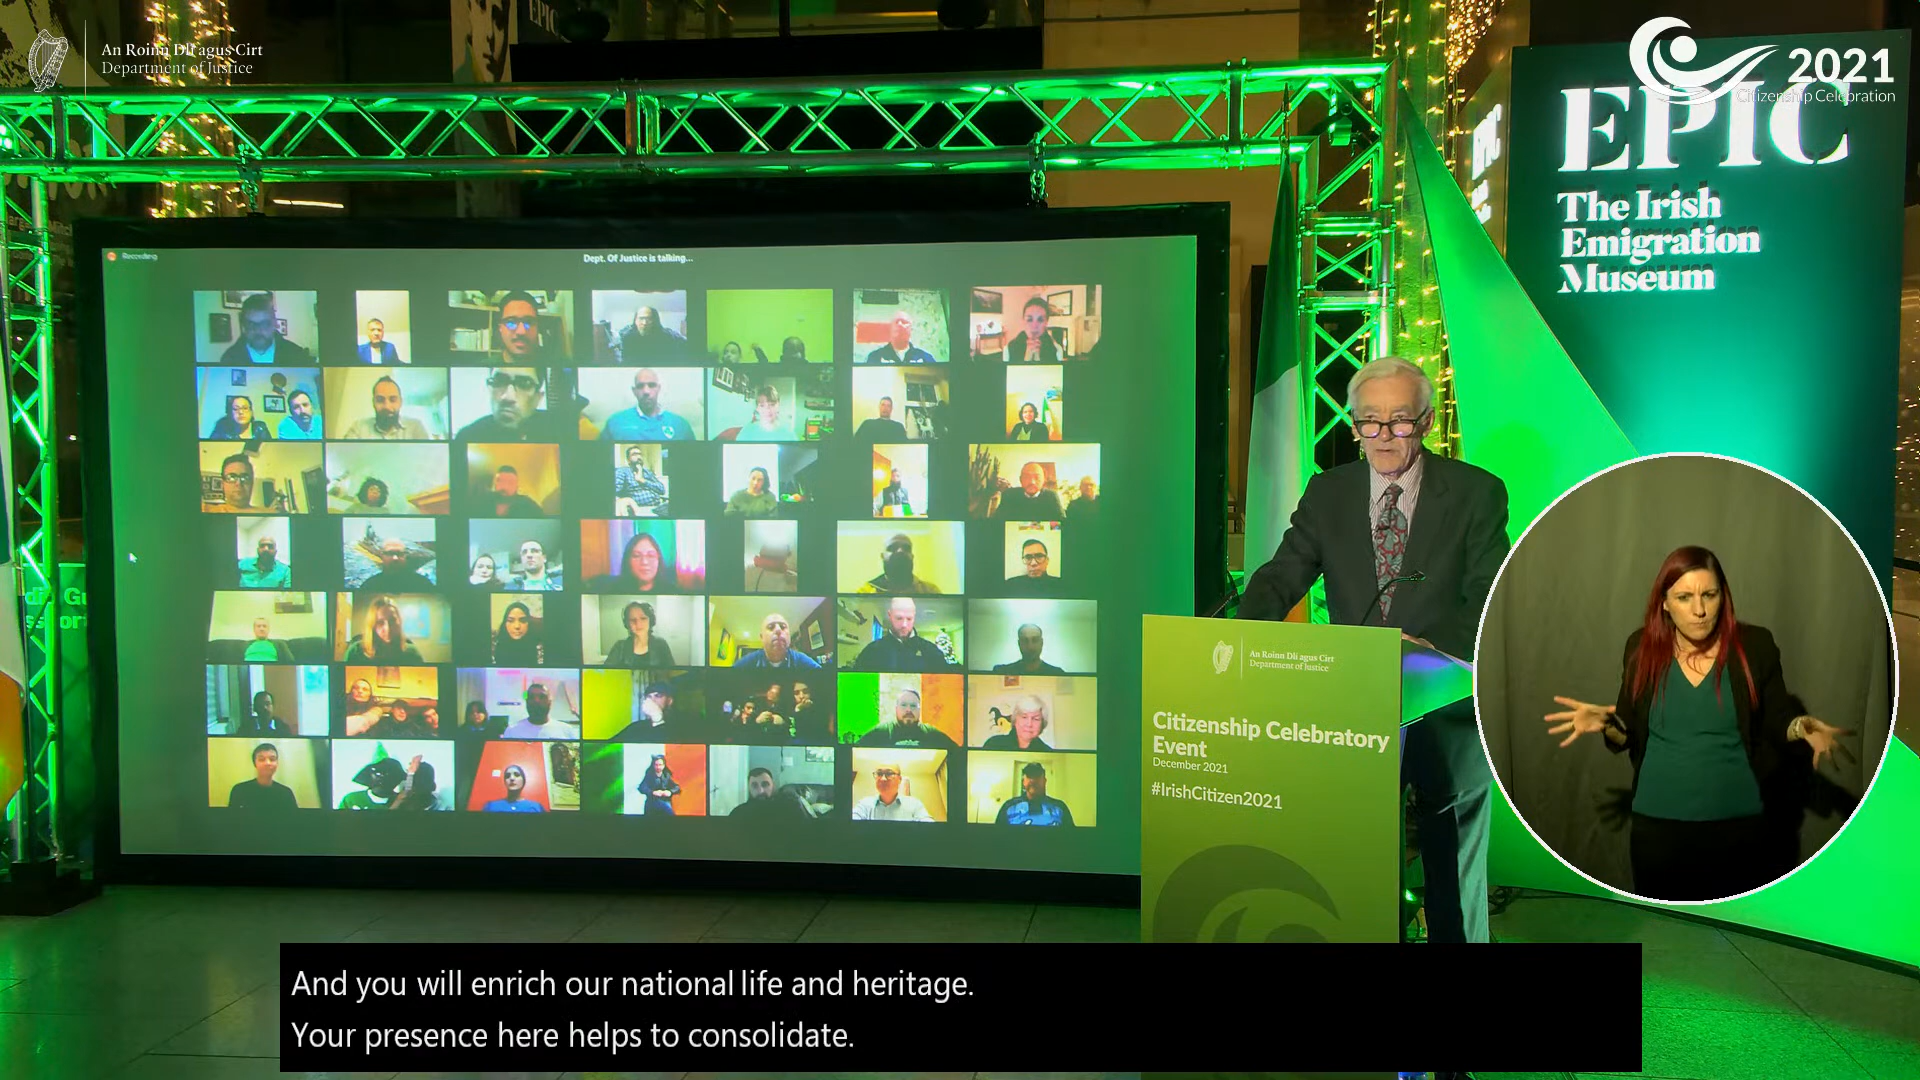 An Roinn Dlí agus Cirt
Department of Justice
EPIC
2021
Citizenship Celebration
EPIC
The Irish
Emigration
Museum
Recording
Dept. Of Justice is talking...
An Roinn Dlí agus Cirt
Department of Justice
Citizenship Celebratory
Event
December 2021
#IrishCitizen2021
And you will enrich our national life and heritage.
Your presence here helps to consolidate.